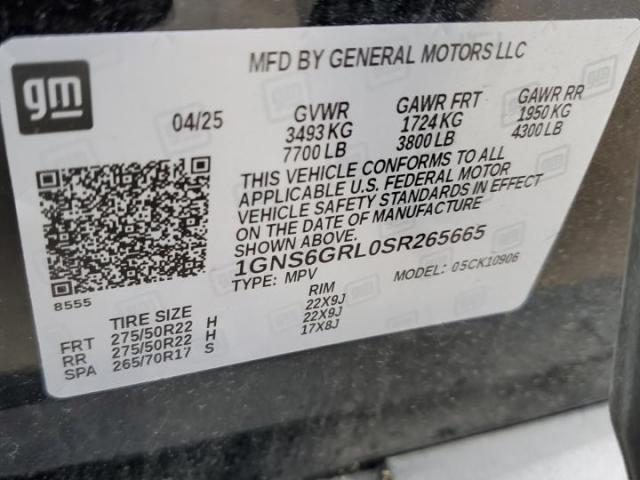 gm
MFD BY GENERAL MOTORS LLC
04/25
GVWR
3493 KG
7700 LB
GAWR FRT
1724 KG
3800 LB
GAWR RR
1950 KG
4300 LB
THIS VEHICLE CONFORMS TO ALL
APPLICABLE U.S. FEDERAL MOTOR
VEHICLE SAFETY STANDARDS IN EFFECT
ON THE DATE OF MANUFACTURE
SHOWN ABOVE.
1GNS6GRL0SR265665
TYPE: MPV MODEL: 05CK10906
8555
TIRE SIZE RIM
FRT 275/50R22 H 22X9J
RR 275/50R22 H 22X9J
SPA 265/70R17 S 17X8J